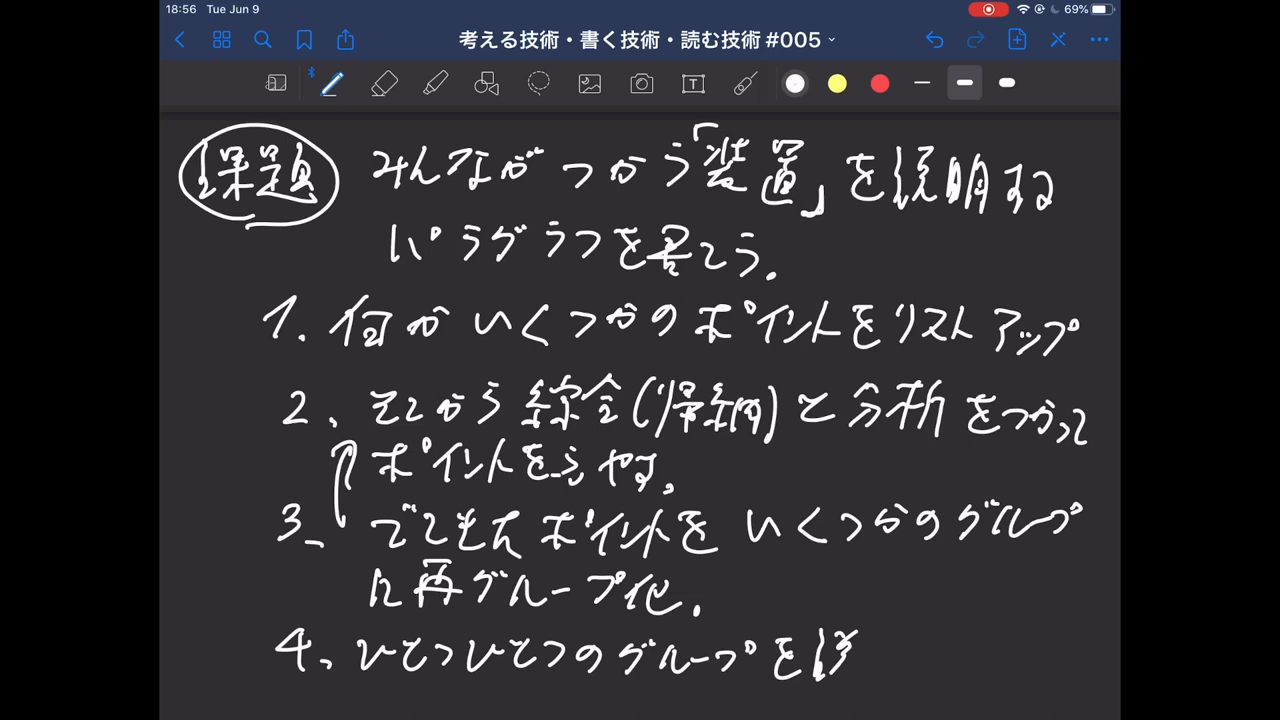 18:56 Tue Jun 9 69%
考える技術・書く技術・読む技術 #005
課題 みんながつかう「装置」を説明する
パラグラフを書こう.
1. 何かいくつかのポイントをリストアップ
2. そこから綜合(帰納)と分析をつかって
ポイントをふやす.
3. でてきたポイントをいくつかのグループ
に再グループ化.
4. ひとつひとつのグループを